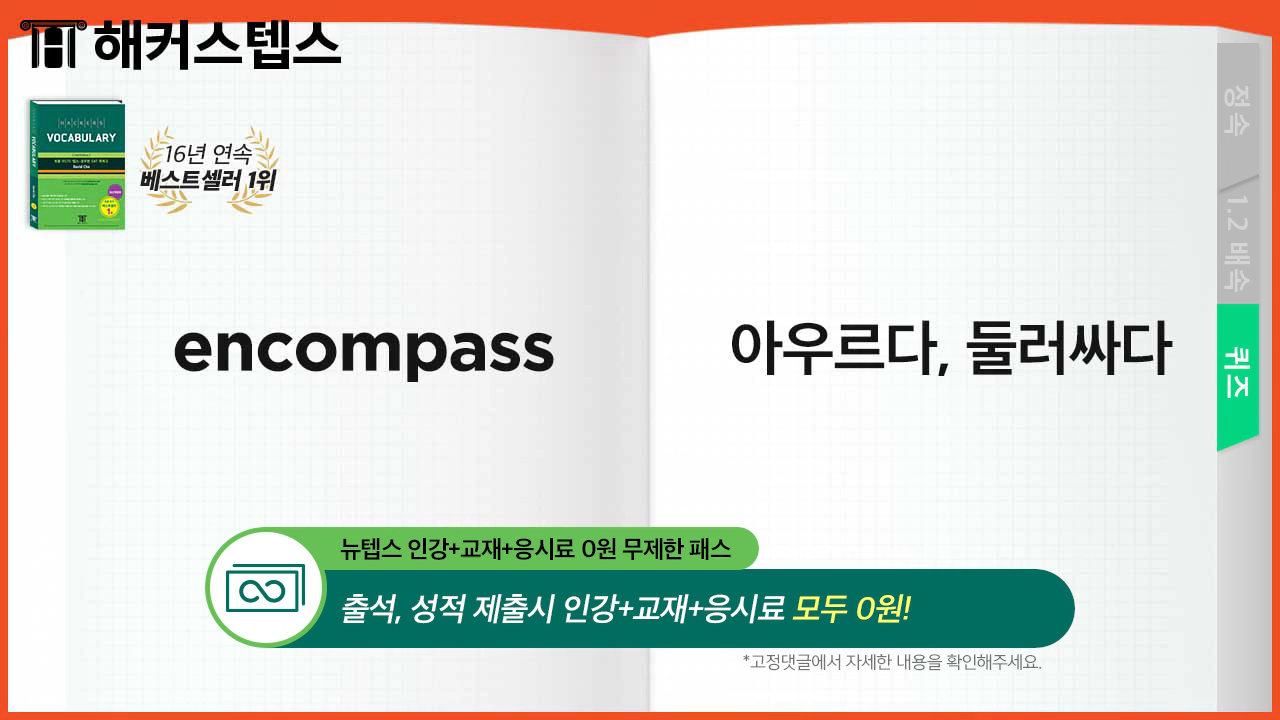 해커스텝스
HACKERS
VOCABULARY
David Cho
VOCABULARY
16년 연속
베스트셀러 1위
encompass
아우르다, 둘러싸다
정속
1.2 배속
퀴즈
뉴텝스 인강+교재+응시료 0원 무제한 패스
출석, 성적 제출시 인강+교재+응시료 모두 0원!
*고정댓글에서 자세한 내용을 확인해주세요.